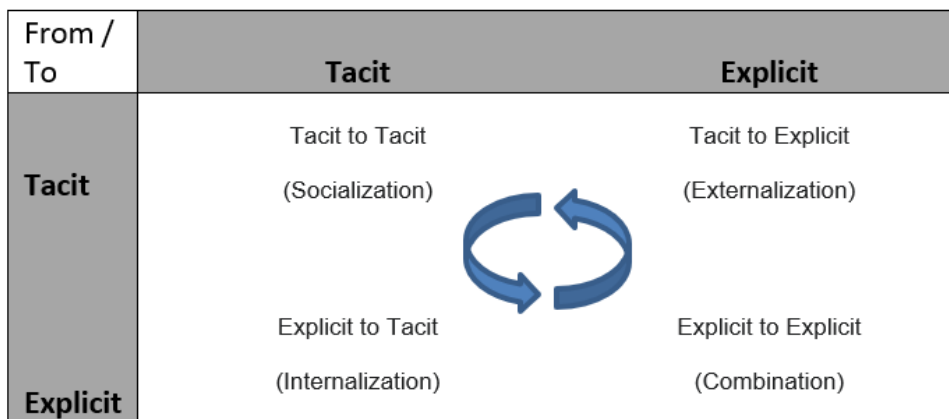 From /
To
Tacit
Explicit
Tacit to Tacit
Tacit to Explicit
Tacit
(Socialization)
(Externalization)
Explicit to Tacit
Explicit to Explicit
(Internalization)
(Combination)
Explicit